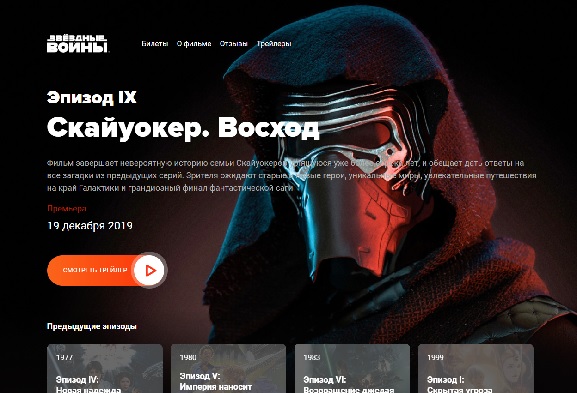 ЗВЁЗДНЫЕ
ВОЙНЫ
Билеты О фильме Отзывы Трейлеры
Эпизод IX
Скайуокер. Восход
Фильм завершает невероятную историю семьи Скайуокеров, уже более лет, и обещает дать ответы на
все загадки из предыдущих серий. Зрителя ожидают старые и новые герои, уникальные миры, увлекательные путешествия
на край Галактики и грандиозный финал фантастической саги
Премьера
19 декабря 2019
СМОТРЕТЬ ТРЕЙЛЕР
Предыдущие эпизоды
1977
Эпизод IV:
Новая надежда
1980
Эпизод V:
Империя наносит
1983
Эпизод VI:
Возвращение джедая
1999
Эпизод I:
Скрытая угроза